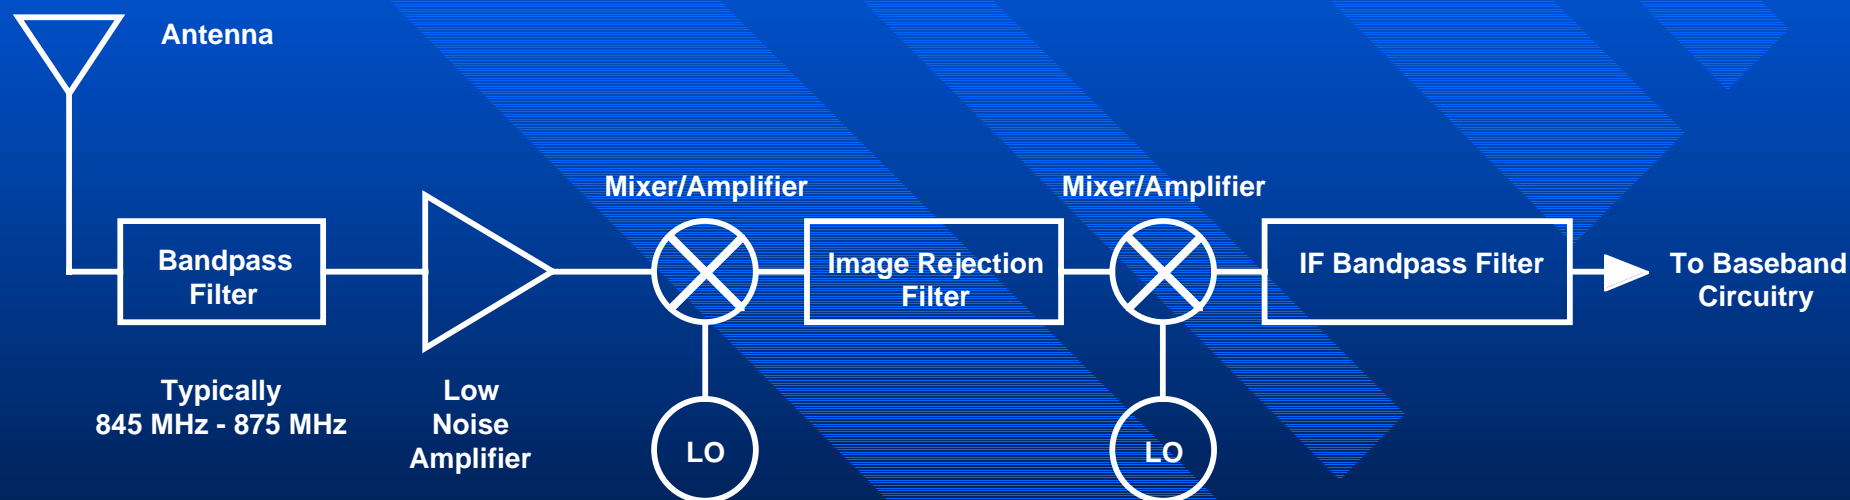 Antenna
Mixer/Amplifier
Mixer/Amplifier
Bandpass
Filter
Image Rejection
Filter
IF Bandpass Filter
To Baseband
Circuitry
Typically
845 MHz - 875 MHz
Low
Noise
Amplifier
LO
LO